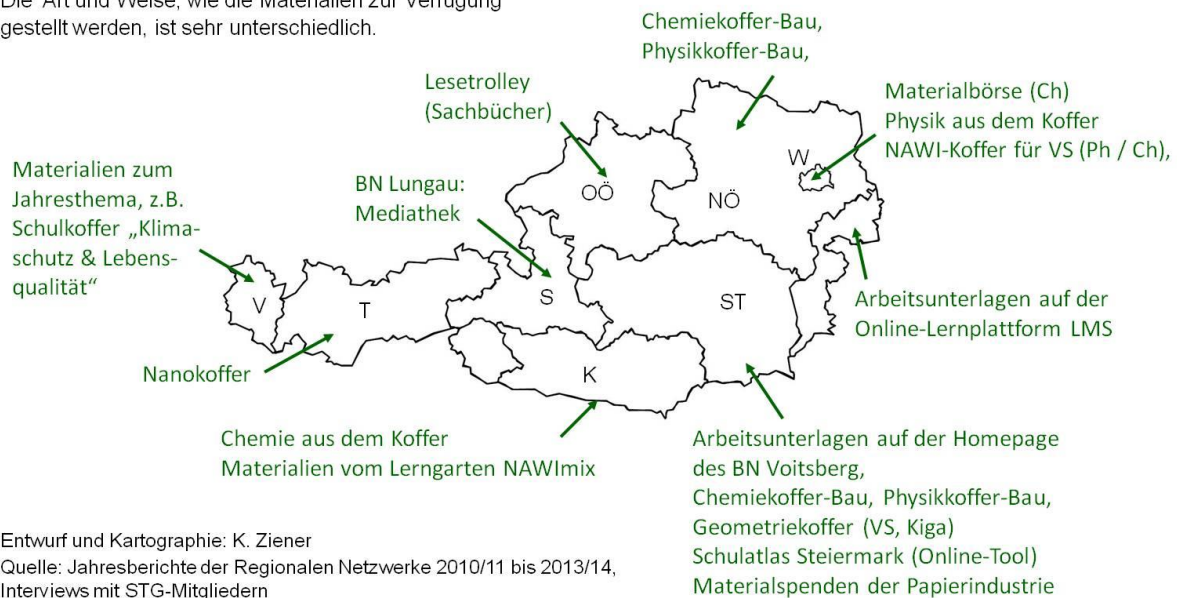 Die Art und Weise, wie die Materialien zur Verfügung
gestellt werden, ist sehr unterschiedlich.
Chemiekoffer-Bau,
Physikkoffer-Bau,
Lesetrolley
(Sachbücher)
Materialbörse (Ch)
Physik aus dem Koffer
NAWI-Koffer für VS (Ph / Ch),
Materialien zum
Jahresthema, z.B.
Schulkoffer „Klima-
schutz & Lebens-
qualität“
BN Lungau:
Mediathek
W
OÖ
NÖ
V
T
S
ST
K
Arbeitsunterlagen auf der
Online-Lernplattform LMS
Nanokoffer
Chemie aus dem Koffer
Materialien vom Lerngarten NAWImix
Arbeitsunterlagen auf der Homepage
des BN Voitsberg,
Chemiekoffer-Bau, Physikkoffer-Bau,
Geometriekoffer (VS, Kiga)
Schulatlas Steiermark (Online-Tool)
Materialspenden der Papierindustrie
Entwurf und Kartographie: K. Ziener
Quelle: Jahresberichte der Regionalen Netzwerke 2010/11 bis 2013/14,
Interviews mit STG-Mitgliedern